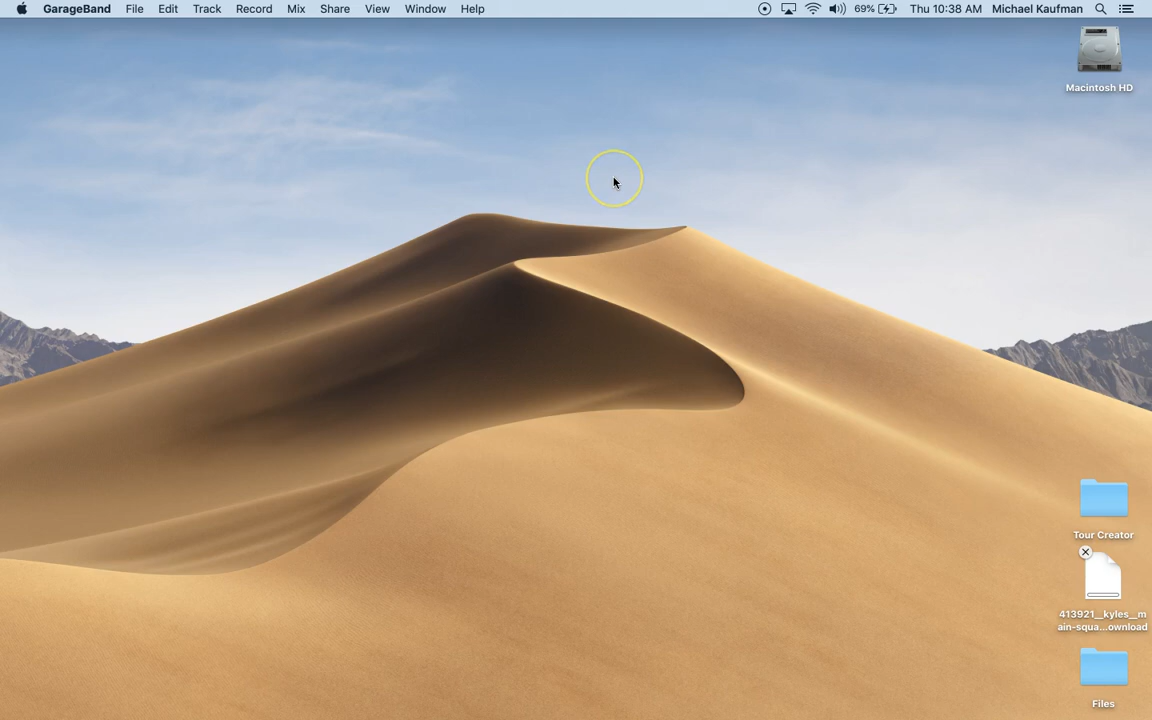 GarageBand File Edit Track Record Mix Share View Window Help 69% Thu 10:38 AM Michael Kaufman
Macintosh HD
Tour Creator
413921__kyles__m
ain-squa...ownload
Files